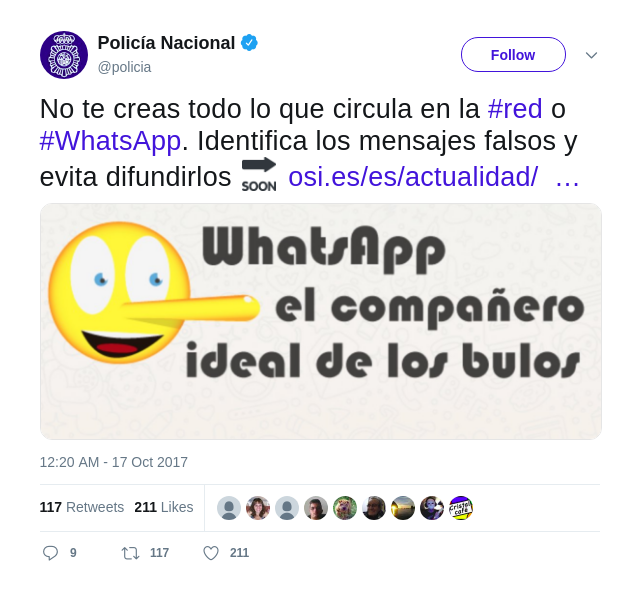 Policía Nacional
@policia
Follow
No te creas todo lo que circula en la #red o
#WhatsApp. Identifica los mensajes falsos y
evita difundirlos SOON osi.es/es/actualidad/ …
WhatsApp
el compañero
ideal de los bulos
12:20 AM - 17 Oct 2017
117 Retweets 211 Likes
Cristal
café
9 117 211